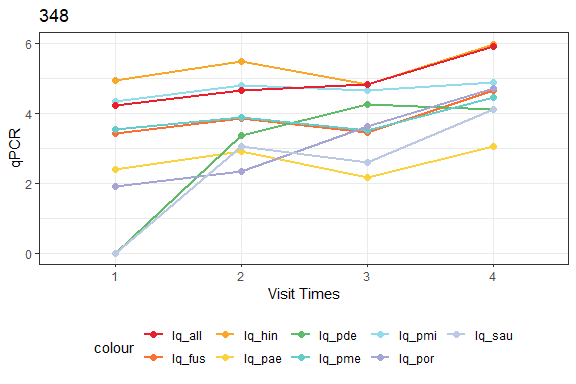 348
6
4
2
0
qPCR
1 2 3 4
Visit Times
colour
lq_all lq_hin lq_pde lq_pmi lq_sau
lq_fus lq_pae lq_pme lq_por